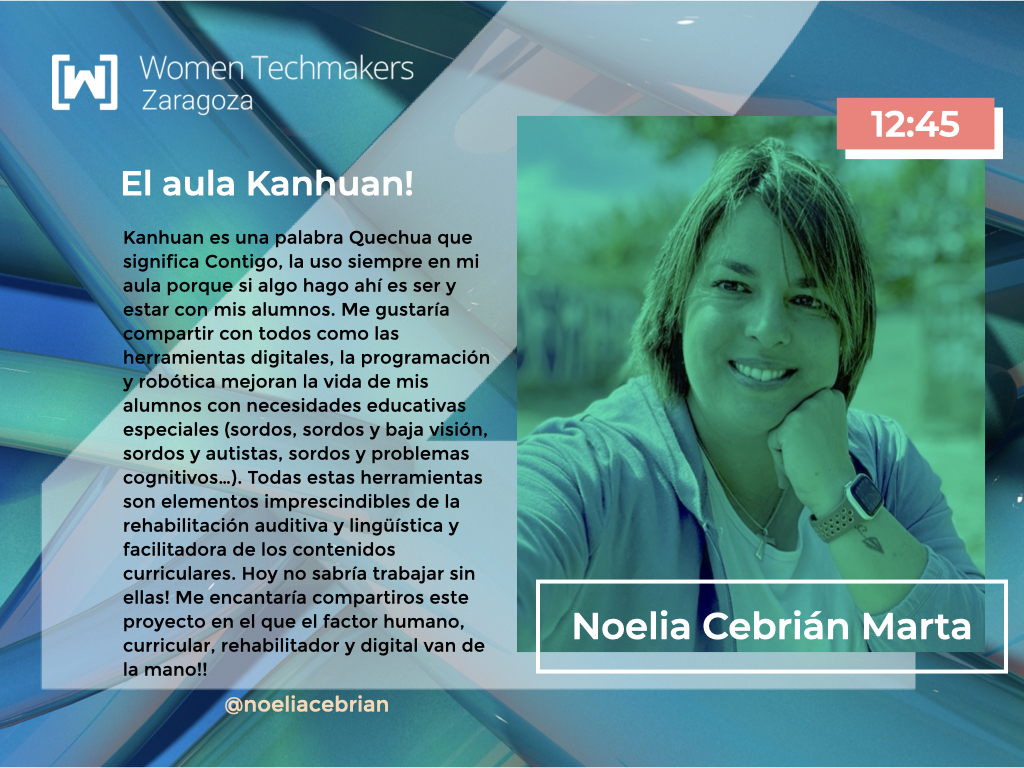 [W] Women Techmakers
Zaragoza
12:45
El aula Kanhuan!
Kanhuan es una palabra Quechua que
significa Contigo, la uso siempre en mi
aula porque si algo hago ahí es ser y
estar con mis alumnos. Me gustaría
compartir con todos como las
herramientas digitales, la programación
y robótica mejoran la vida de mis
alumnos con necesidades educativas
especiales (sordos, sordos y baja visión,
sordos y autistas, sordos y problemas
cognitivos...). Todas estas herramientas
son elementos imprescindibles de la
rehabilitación auditiva y lingüística y
facilitadora de los contenidos
curriculares. Hoy no sabría trabajar sin
ellas! Me encantaría compartiros este
proyecto en el que el factor humano,
curricular, rehabilitador y digital van de
la mano!!
@noeliacebrian
Noelia Cebrián Marta